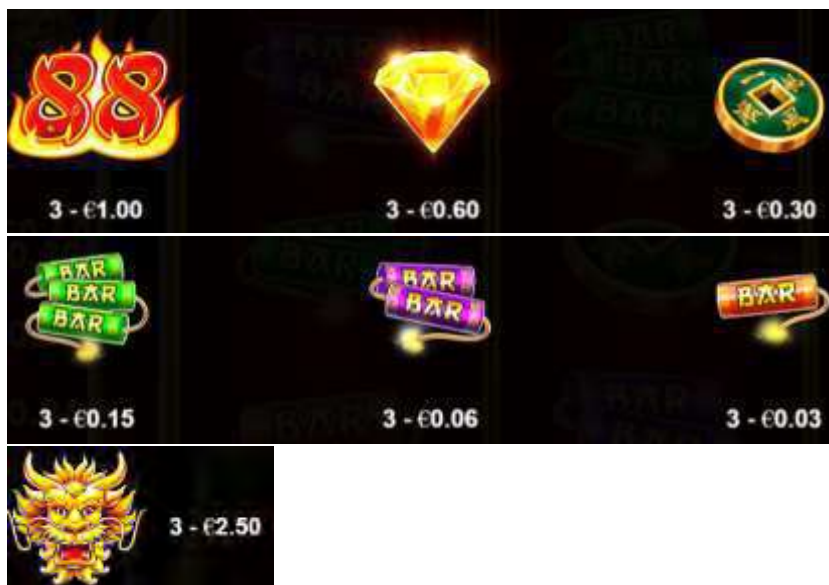 88
3 - €1.00
3 - €0.60
3 - €0.30
BAR
BAR
BAR
3 - €0.15
BAR
BAR
3 - €0.06
BAR
3 - €0.03
3 - €2.50